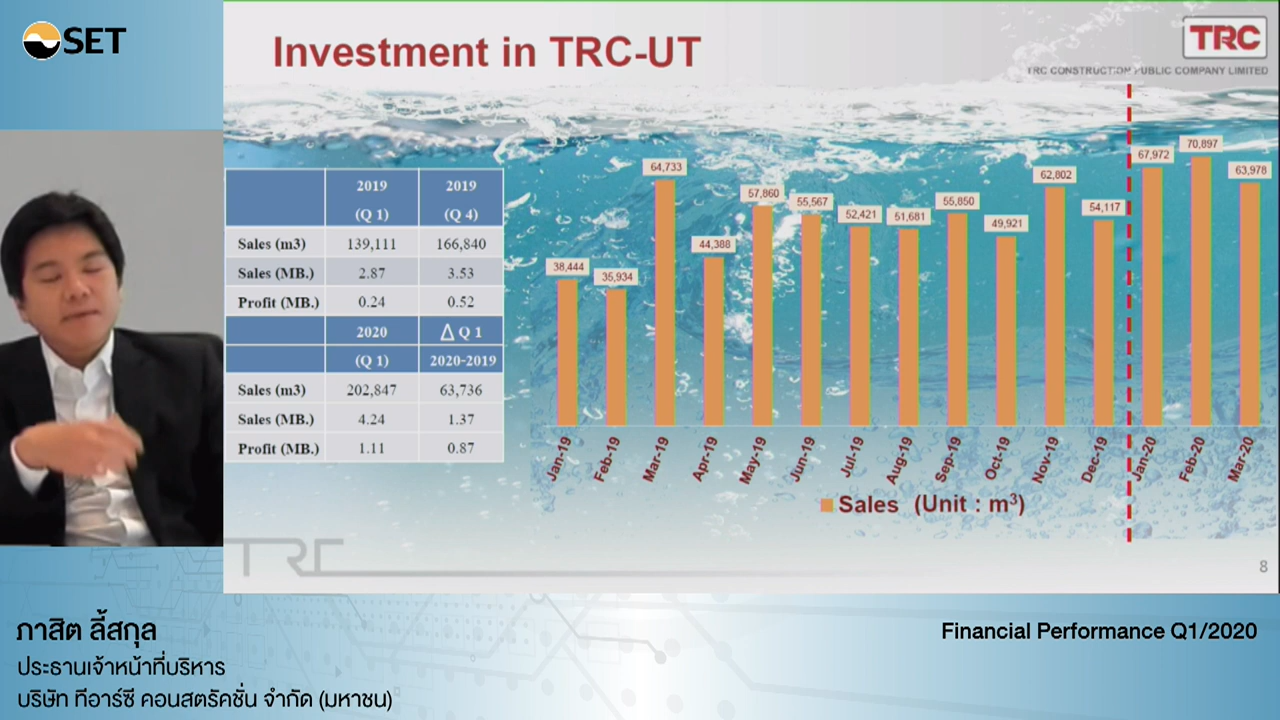 SET
Investment in TRC-UT
TRC
TRC CONSTRUCTION PUBLIC COMPANY LIMITED
2019 (Q 1) 2019 (Q 4)
Sales (m3) 139,111 166,840
Sales (MB.) 2.87 3.53
Profit (MB.) 0.24 0.52
2020 Δ Q 1
(Q 1) 2020-2019
Sales (m3) 202,847 63,736
Sales (MB.) 4.24 1.37
Profit (MB.) 1.11 0.87
38,444 35,934 64,733 44,388 57,860 55,567 52,421 51,681 55,850 49,921 62,802 54,117 67,972 70,897 63,978
Jan-19 Feb-19 Mar-19 Apr-19 May-19 Jun-19 Jul-19 Aug-19 Sep-19 Oct-19 Nov-19 Dec-19 Jan-20 Feb-20 Mar-20
Sales (Unit : m³)
TRC
8
ภาสิต ลี้สกุล
ประธานเจ้าหน้าที่บริหาร
บริษัท ทีอาร์ซี คอนสตรัคชั่น จำกัด (มหาชน)
Financial Performance Q1/2020